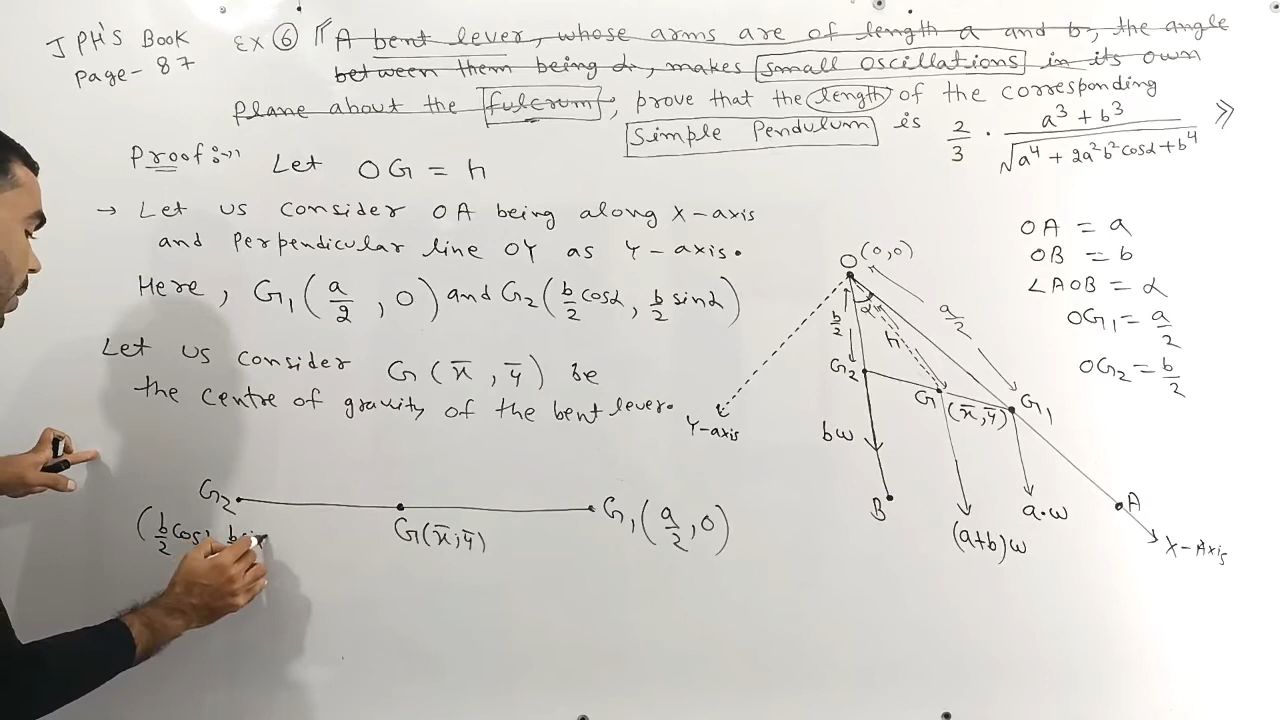 J PH'S Book
page - 87
Ex ⑥ "A bent lever, whose arms are of length a and b, the angle
between them being α, makes small oscillations in its own
plane about the fulcrum, prove that the length of the corresponding
Simple Pendulum is 2/3 · (a³ + b³)/√(a⁴ + 2a²b² cosα + b⁴) »
Proof :→ Let OG = h
→ Let us consider OA being along X-axis
and Perpendicular line OY as Y-axis.
Here, G₁(a/2, 0) and G₂(b/2 cosα, b/2 sinα)
Let us consider G(x̄, ȳ) be
the centre of gravity of the bent lever.
G₂
G(x̄, ȳ)
G₁(a/2, 0)
(b/2 cosα, b
O (0,0)
α
b/2
a/2
h
G₂
G (x̄, ȳ)
G₁
Y-axis
bw
B
(a+b)w
a·w
A
X-Axis
OA = a
OB = b
∠AOB = α
OG₁ = a/2
OG₂ = b/2